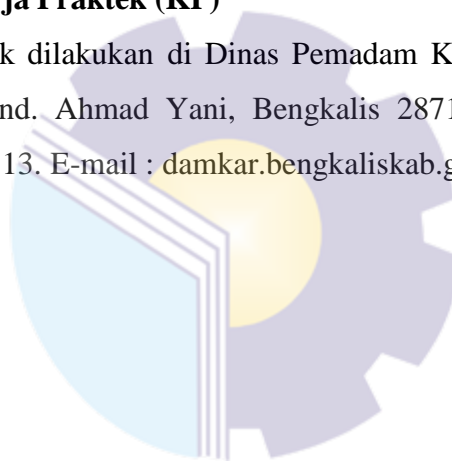 ja Praktek (KP)
k dilakukan di Dinas Pemadam K
nd. Ahmad Yani, Bengkalis 2871
13. E-mail : damkar.bengkaliskab.g